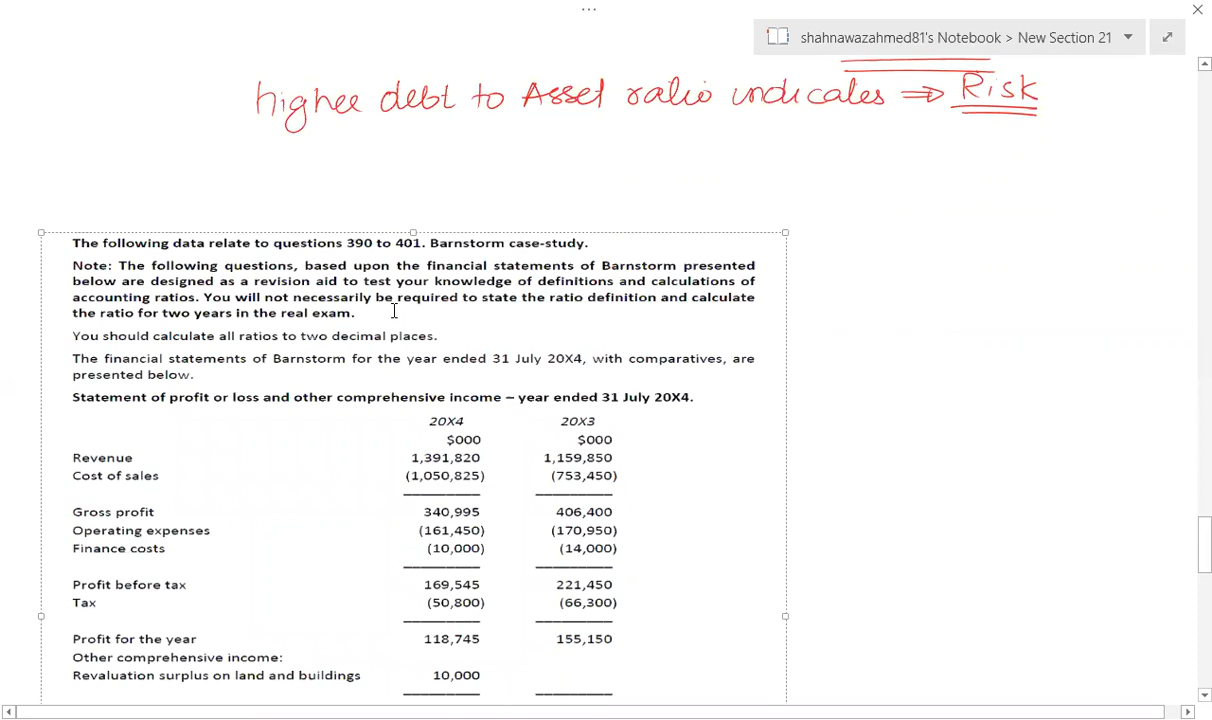 shahnawazahmed81's Notebook > New Section 21
higher debt to Asset ratio indicates ⇒ Risk
The following data relate to questions 390 to 401. Barnstorm case-study.
Note: The following questions, based upon the financial statements of Barnstorm presented
below are designed as a revision aid to test your knowledge of definitions and calculations of
accounting ratios. You will not necessarily be required to state the ratio definition and calculate
the ratio for two years in the real exam.
You should calculate all ratios to two decimal places.
The financial statements of Barnstorm for the year ended 31 July 20X4, with comparatives, are
presented below.
Statement of profit or loss and other comprehensive income – year ended 31 July 20X4.
20X4 20X3
$000 $000
Revenue 1,391,820 1,159,850
Cost of sales (1,050,825) (753,450)
Gross profit 340,995 406,400
Operating expenses (161,450) (170,950)
Finance costs (10,000) (14,000)
Profit before tax 169,545 221,450
Tax (50,800) (66,300)
Profit for the year 118,745 155,150
Other comprehensive income:
Revaluation surplus on land and buildings 10,000